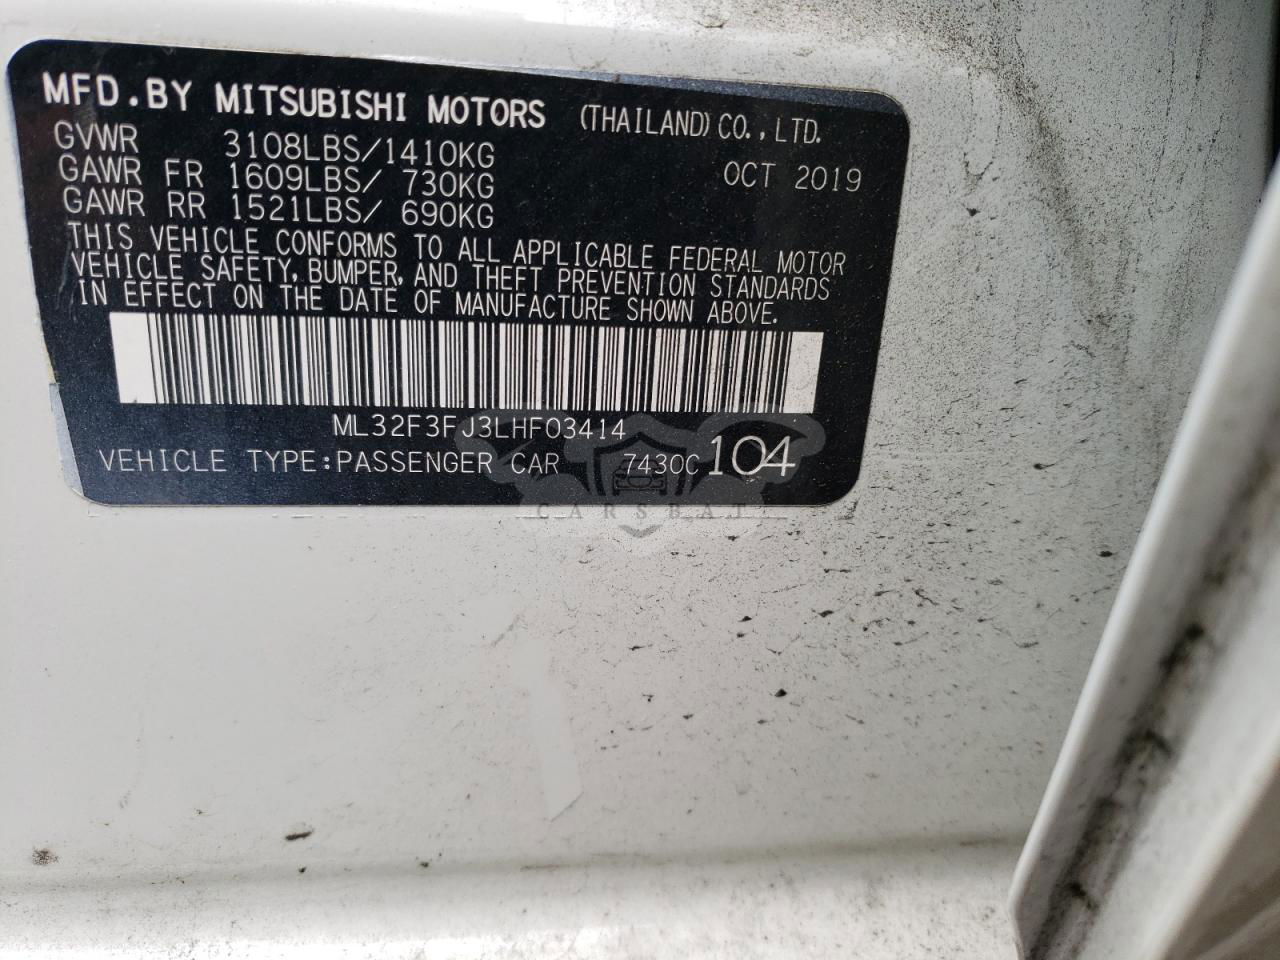 MFD.BY MITSUBISHI MOTORS (THAILAND) CO.,LTD.
GVWR 3108LBS/1410KG
OCT 2019
GAWR FR 1609LBS/ 730KG
GAWR RR 1521LBS/ 690KG
THIS VEHICLE CONFORMS TO ALL APPLICABLE FEDERAL MOTOR
VEHICLE SAFETY, BUMPER, AND THEFT PREVENTION STANDARDS
IN EFFECT ON THE DATE OF MANUFACTURE SHOWN ABOVE.
ML32F3FJ3LHF03414
VEHICLE TYPE:PASSENGER CAR 7430C 104
CARSBAT